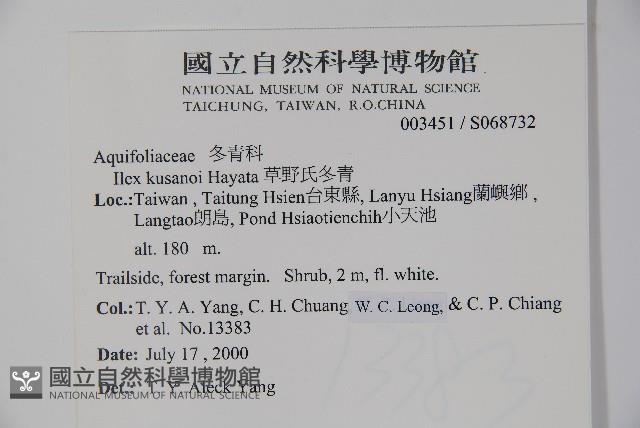 國立自然科學博物館
NATIONAL MUSEUM OF NATURAL SCIENCE
TAICHUNG, TAIWAN, R.O.CHINA
003451 / S068732
Aquifoliaceae 冬青科
Ilex kusanoi Hayata 草野氏冬青
Loc.:Taiwan , Taitung Hsien台東縣, Lanyu Hsiang蘭嶼鄉 ,
Langtao朗島, Pond Hsiaotienchih小天池
alt. 180 m.
Trailside, forest margin. Shrub, 2 m, fl. white.
Col.:T. Y. A. Yang, C. H. Chuang W. C. Leong, & C. P. Chiang
et al. No.13383
Date: July 17 , 2000
Det.: T. Y. Aleck Yang
國立自然科學博物館
NATIONAL MUSEUM OF NATURAL SCIENCE